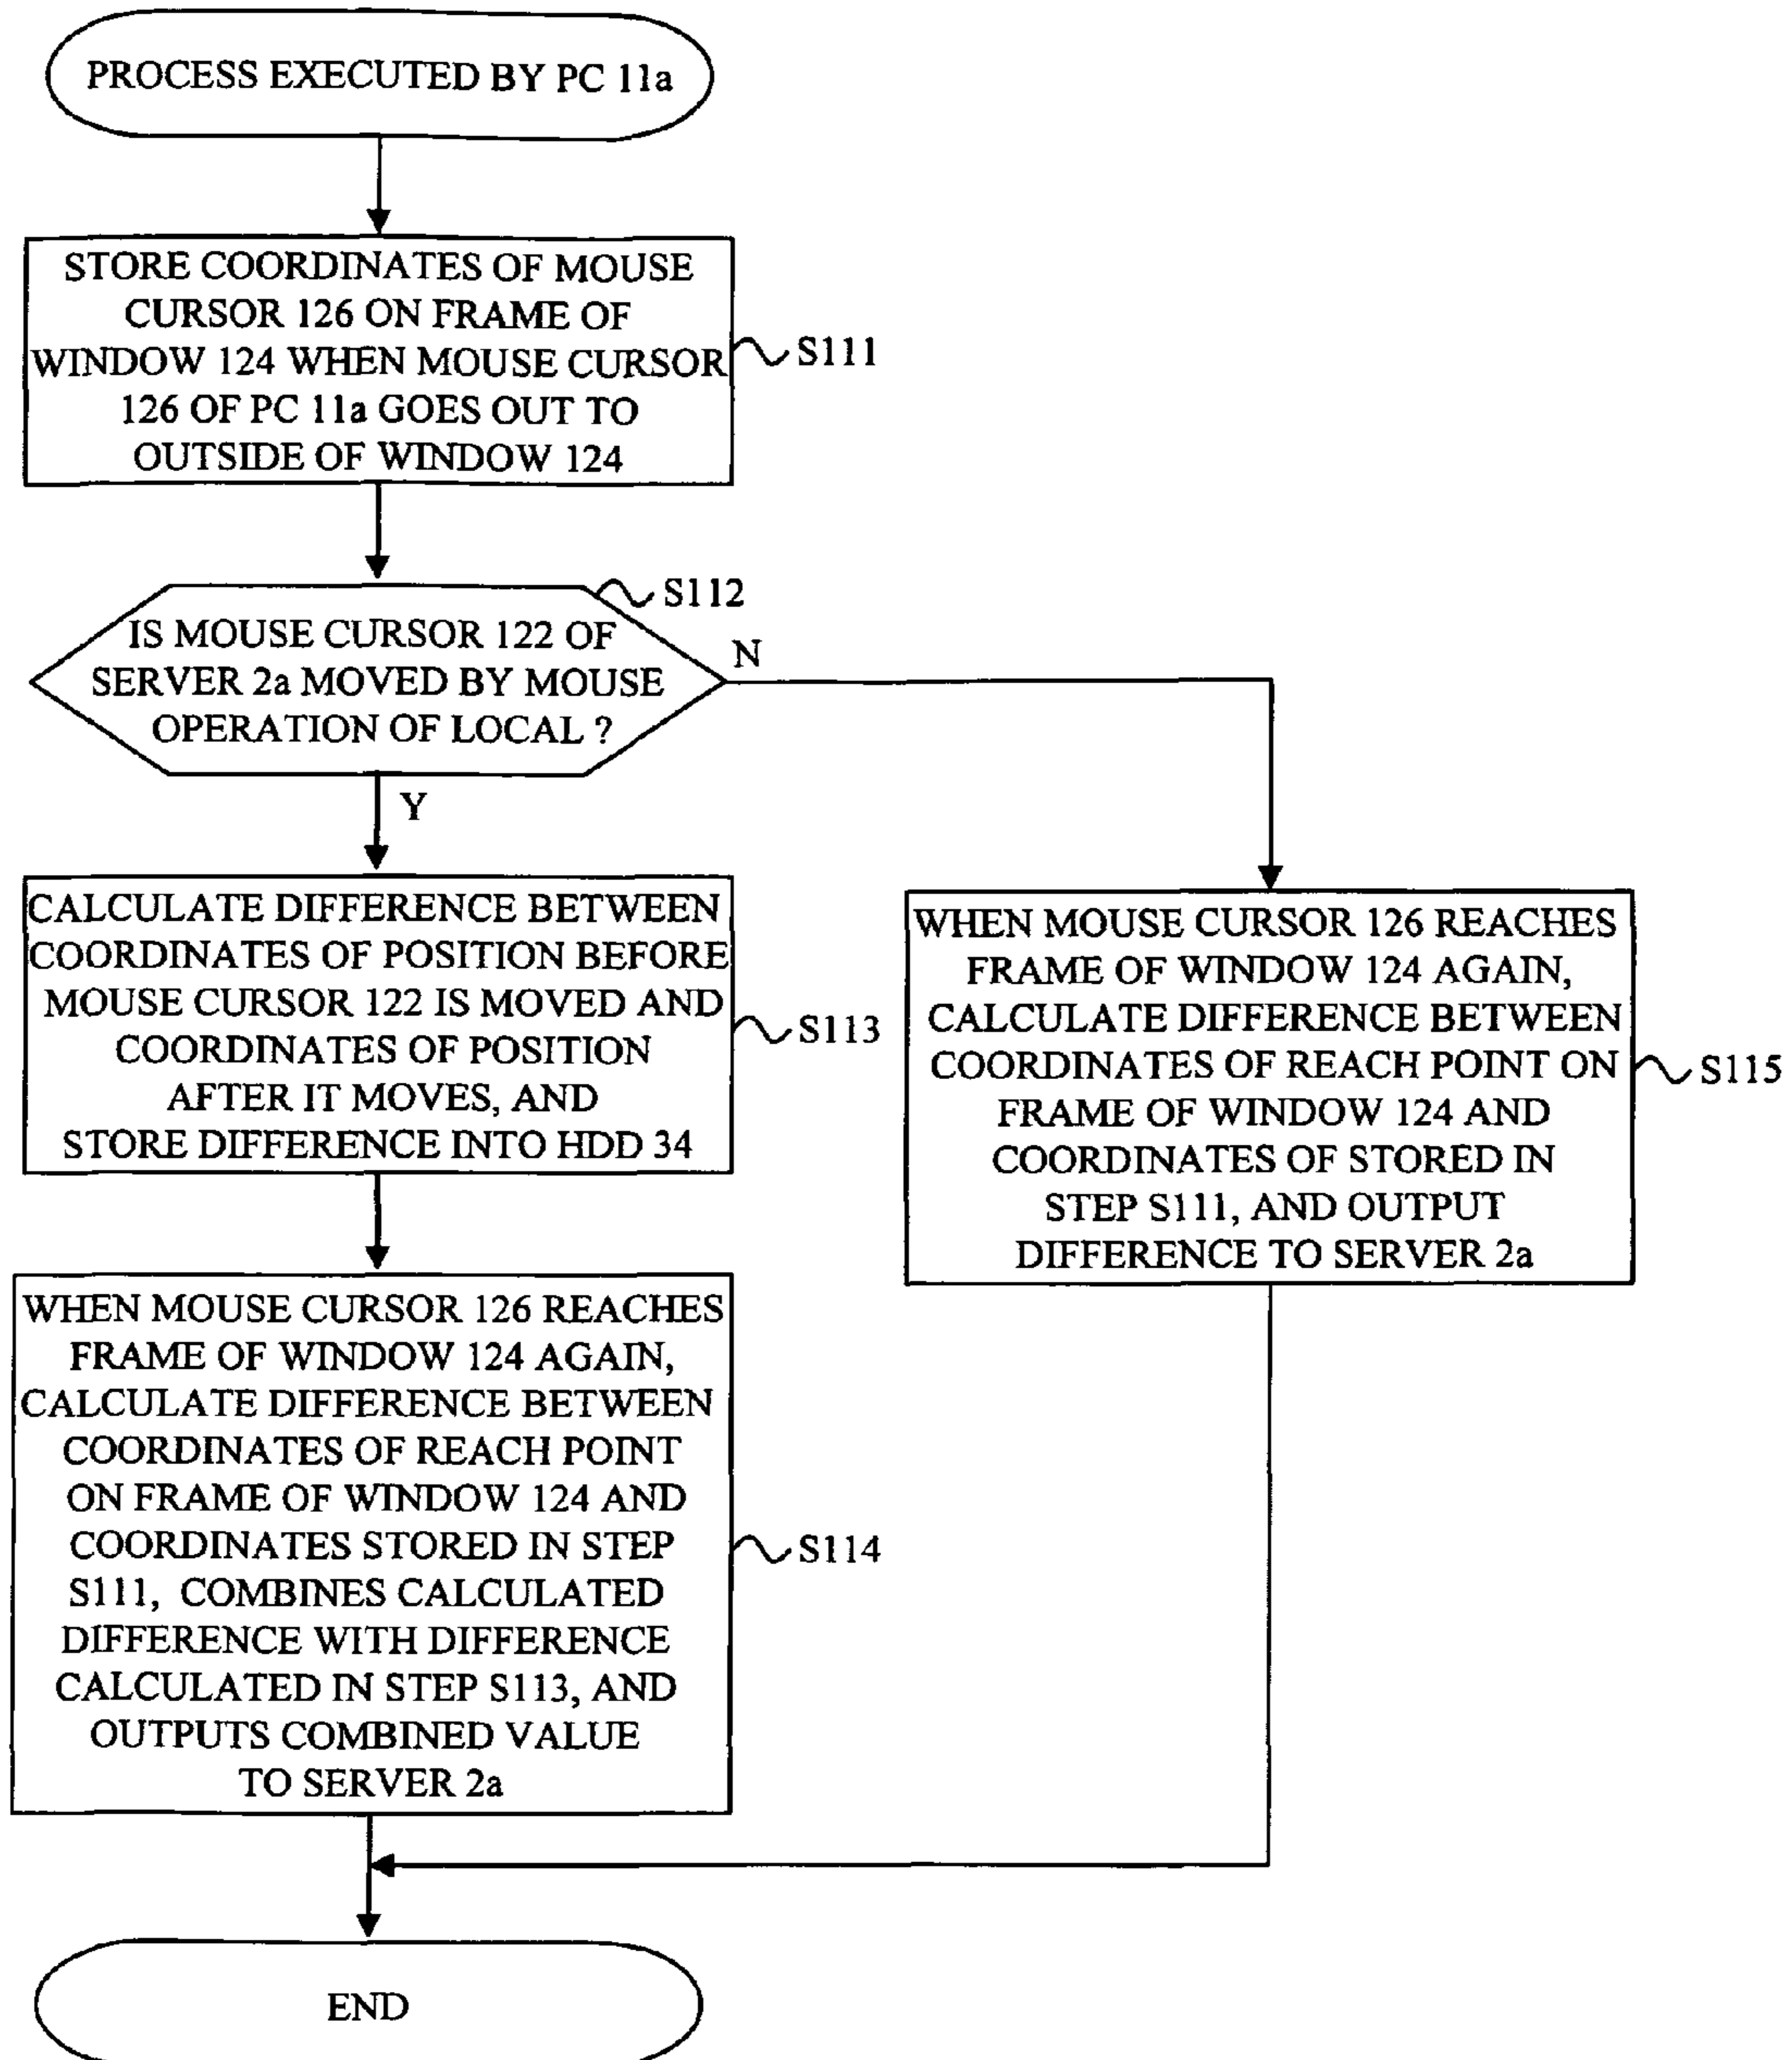 PROCESS EXECUTED BY PC 11a
STORE COORDINATES OF MOUSE
CURSOR 126 ON FRAME OF
WINDOW 124 WHEN MOUSE CURSOR
126 OF PC 11a GOES OUT TO
OUTSIDE OF WINDOW 124
S111
S112
IS MOUSE CURSOR 122 OF
SERVER 2a MOVED BY MOUSE
OPERATION OF LOCAL ?
N
Y
CALCULATE DIFFERENCE BETWEEN
COORDINATES OF POSITION BEFORE
MOUSE CURSOR 122 IS MOVED AND
COORDINATES OF POSITION
AFTER IT MOVES, AND
STORE DIFFERENCE INTO HDD 34
S113
WHEN MOUSE CURSOR 126 REACHES
FRAME OF WINDOW 124 AGAIN,
CALCULATE DIFFERENCE BETWEEN
COORDINATES OF REACH POINT ON
FRAME OF WINDOW 124 AND
COORDINATES OF STORED IN
STEP S111, AND OUTPUT
DIFFERENCE TO SERVER 2a
S115
WHEN MOUSE CURSOR 126 REACHES
FRAME OF WINDOW 124 AGAIN,
CALCULATE DIFFERENCE BETWEEN
COORDINATES OF REACH POINT
ON FRAME OF WINDOW 124 AND
COORDINATES STORED IN STEP
S111, COMBINES CALCULATED
DIFFERENCE WITH DIFFERENCE
CALCULATED IN STEP S113, AND
OUTPUTS COMBINED VALUE
TO SERVER 2a
S114
END